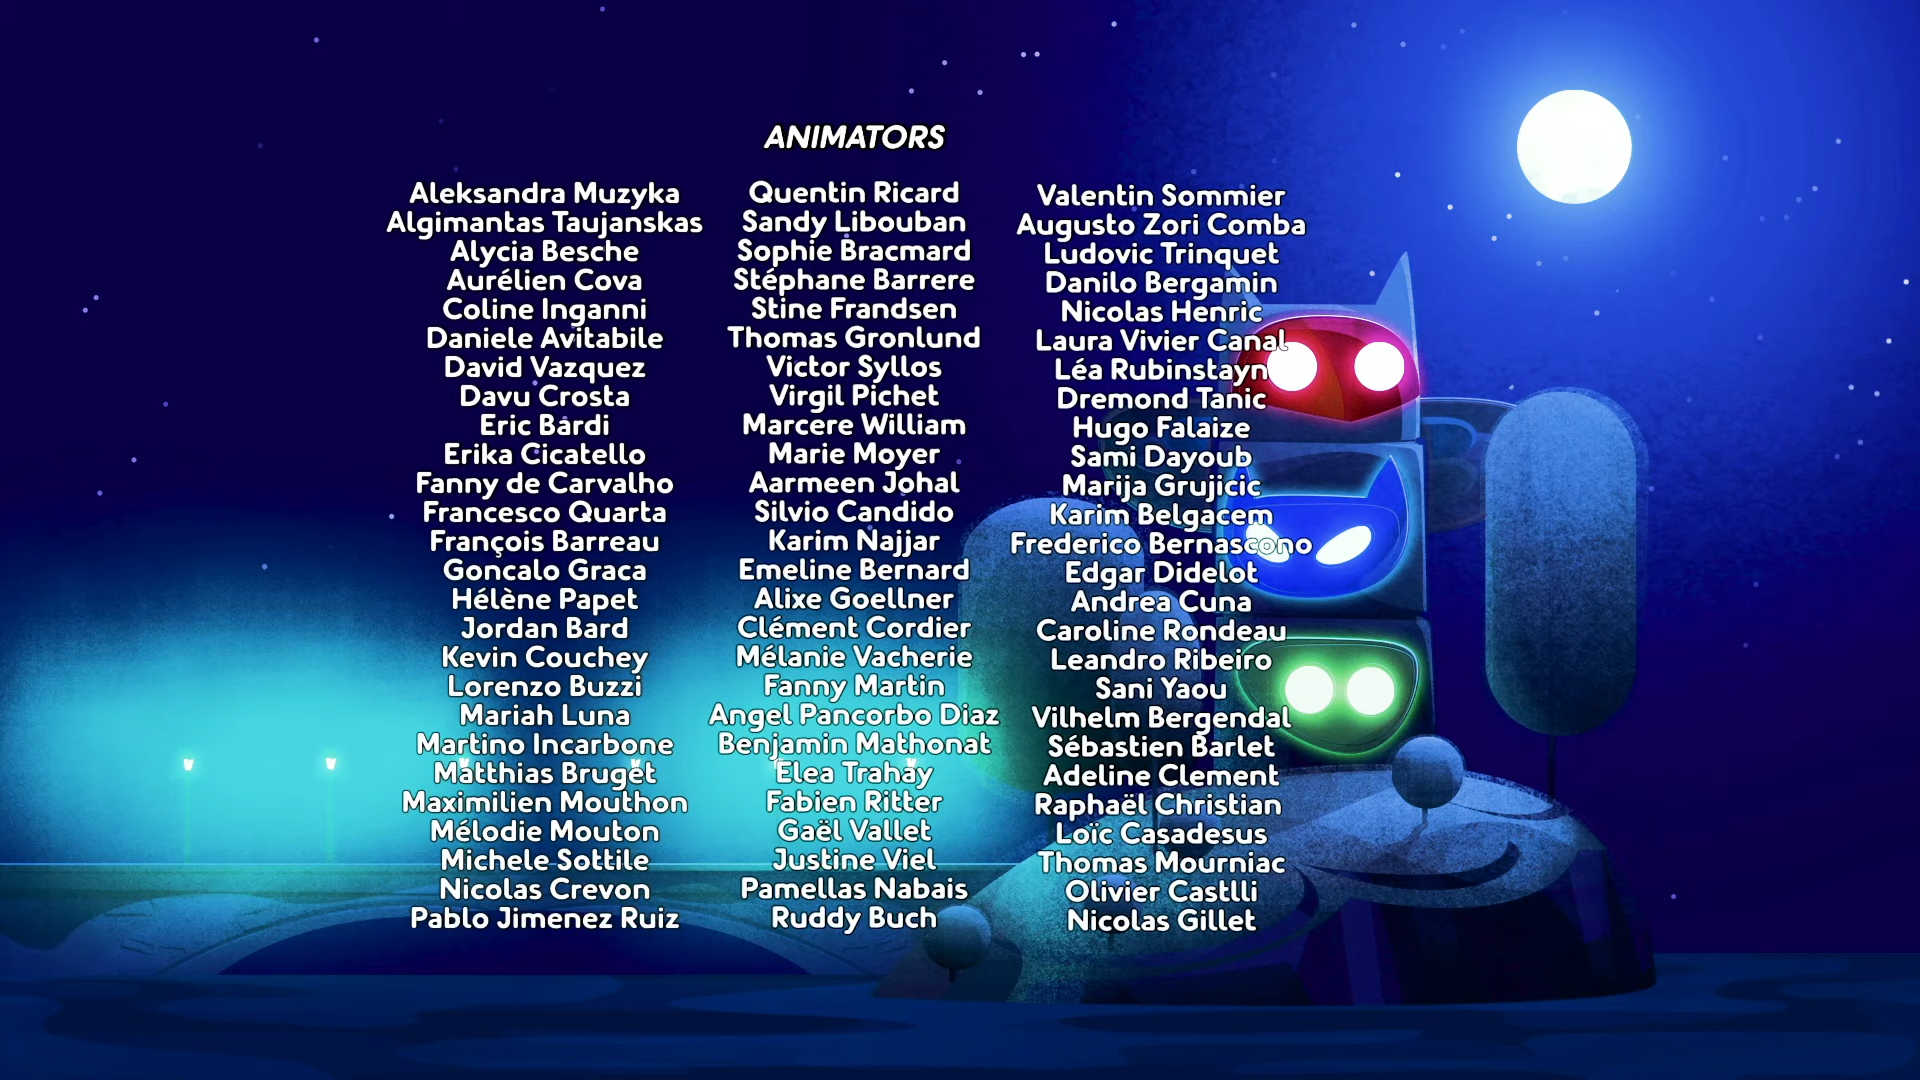 ANIMATORS
Aleksandra Muzyka
Algimantas Taujanskas
Alycia Besche
Aurélien Cova
Coline Inganni
Daniele Avitabile
David Vazquez
Davu Crosta
Eric Bardi
Erika Cicatello
Fanny de Carvalho
Francesco Quarta
François Barreau
Goncalo Graca
Hélène Papet
Jordan Bard
Kevin Couchey
Lorenzo Buzzi
Mariah Luna
Martino Incarbone
Matthias Bruget
Maximilien Mouthon
Mélodie Mouton
Michele Sottile
Nicolas Crevon
Pablo Jimenez Ruiz
Quentin Ricard
Sandy Libouban
Sophie Bracmard
Stéphane Barrere
Stine Frandsen
Thomas Gronlund
Victor Syllos
Virgil Pichet
Marcere William
Marie Moyer
Aarmeen Johal
Silvio Candido
Karim Najjar
Emeline Bernard
Alixe Goellner
Clément Cordier
Mélanie Vacherie
Fanny Martin
Angel Pancorbo Diaz
Benjamin Mathonat
Elea Trahay
Fabien Ritter
Gaël Vallet
Justine Viel
Pamellas Nabais
Ruddy Buch
Valentin Sommier
Augusto Zori Comba
Ludovic Trinquet
Danilo Bergamin
Nicolas Henric
Laura Vivier Canal
Léa Rubinstayn
Dremond Tanic
Hugo Falaize
Sami Dayoub
Marija Grujicic
Karim Belgacem
Frederico Bernascono
Edgar Didelot
Andrea Cuna
Caroline Rondeau
Leandro Ribeiro
Sani Yaou
Vilhelm Bergendal
Sébastien Barlet
Adeline Clement
Raphaël Christian
Loïc Casadesus
Thomas Mourniac
Olivier Castlli
Nicolas Gillet